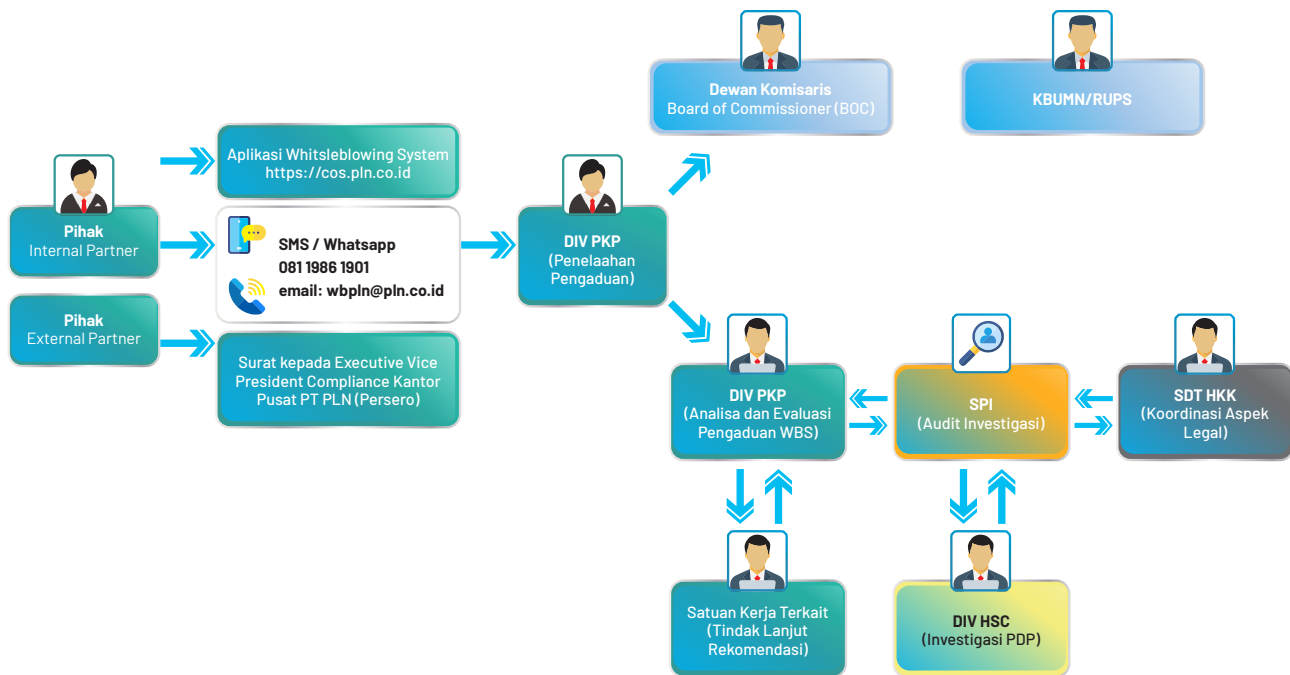 Dewan Komisaris
Board of Commissioner (BOC)
KBUMN/RUPS
Aplikasi Whitsleblowing System
https://cos.pln.co.id
Pihak
Internal Partner
SMS / Whatsapp
081 1986 1901
email: wbpln@pln.co.id
DIV PKP
(Penelaahan
Pengaduan)
Pihak
External Partner
Surat kepada Executive Vice
President Compliance Kantor
Pusat PT PLN (Persero)
DIV PKP
(Analisa dan Evaluasi
Pengaduan WBS)
SPI
(Audit Investigasi)
SDT HKK
(Koordinasi Aspek
Legal)
Satuan Kerja Terkait
(Tindak Lanjut
Rekomendasi)
DIV HSC
(Investigasi PDP)